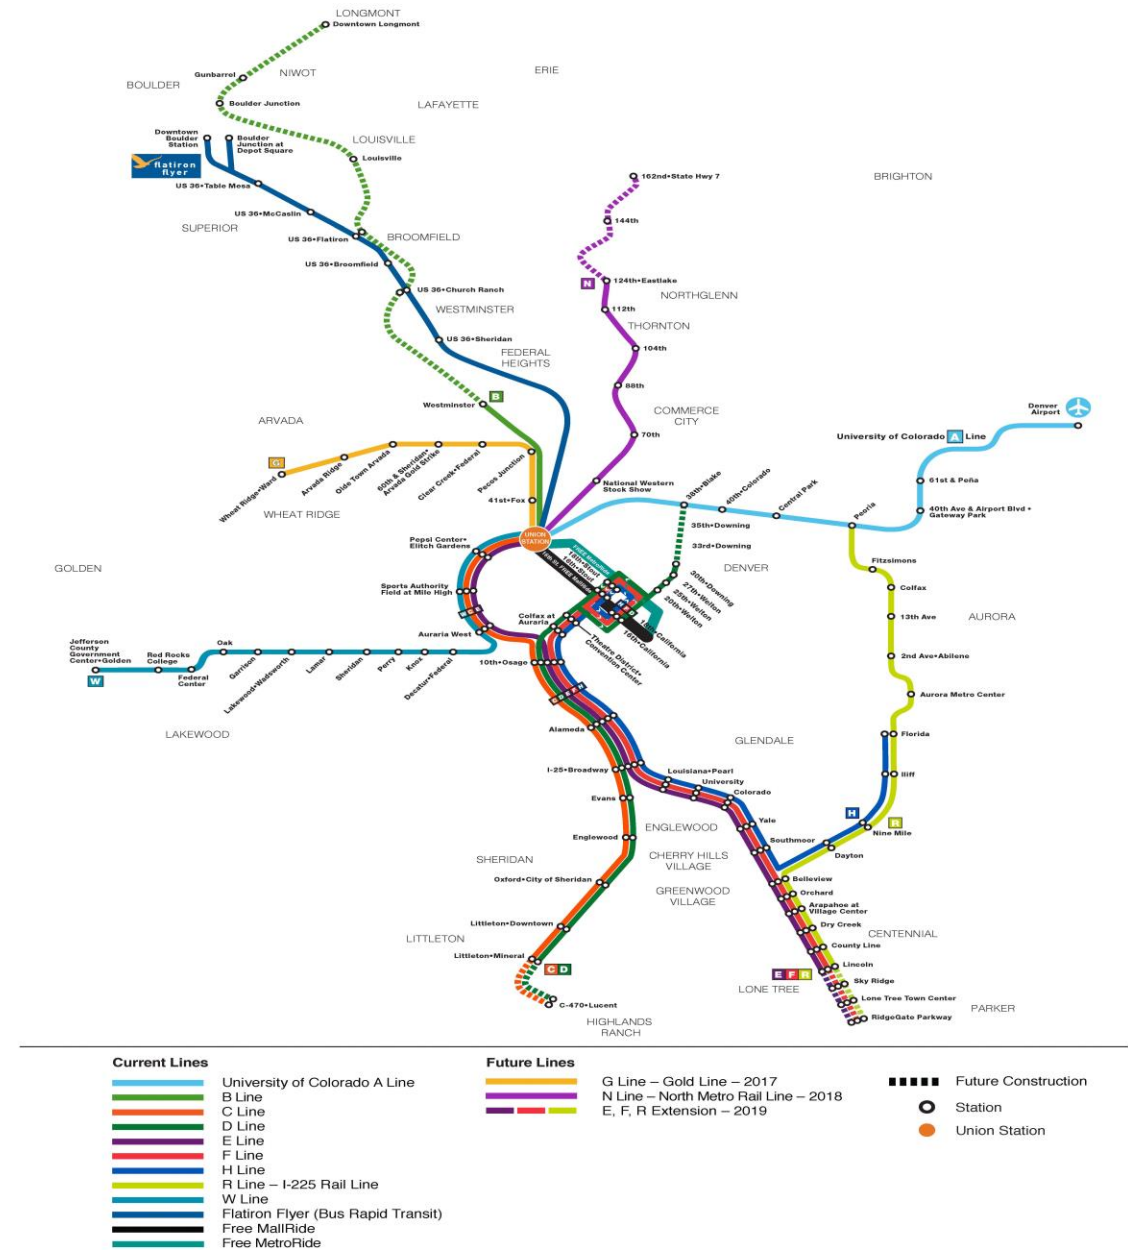 LONGMONT
Downtown Longmont
Gunbarrel
NIWOT
ERIE
BOULDER
Boulder Junction
LAFAYETTE
Downtown
Boulder
Station
Boulder
Junction at
Depot Square
LOUISVILLE
Louisville
flatiron
flyer
US 36•Table Mesa
162nd•State Hwy 7
BRIGHTON
US 36•McCaslin
144th
SUPERIOR
US 36•Flatiron
BROOMFIELD
US 36•Broomfield
N
124th•Eastlake
US 36•Church Ranch
NORTHGLENN
WESTMINSTER
112th
THORNTON
US 36•Sheridan
104th
FEDERAL
HEIGHTS
88th
B
Westminster
COMMERCE
CITY
Denver
Airport
ARVADA
70th
University of Colorado A Line
G
Wheat Ridge•Ward
Arvada Ridge
Olde Town Arvada
60th & Sheridan•
Arvada Gold Strike
Clear Creek•Federal
Pecos Junction
41st•Fox
National Western
Stock Show
38th•Blake
40th•Colorado
Central Park
Peoria
61st & Peña
40th Ave & Airport Blvd •
Gateway Park
WHEAT RIDGE
UNION
STATION
35th•Downing
33rd•Downing
DENVER
Pepsi Center•
Elitch Gardens
FREE MetroRide
16th St. FREE MallRide
18th•Stout
16th•Stout
30th•Downing
27th•Welton
25th•Welton
20th•Welton
Fitzsimons
GOLDEN
Sports Authority
Field at Mile High
Colfax
Colfax at
Auraria
18th•California
16th•California
13th Ave
AURORA
Auraria West
Theatre District•
Convention Center
Jefferson
County
Government
Center•Golden
W
Red Rocks
College
Federal
Center
Oak
Garrison
Lakewood•Wadsworth
Lamar
Sheridan
Perry
Knox
Decatur•Federal
10th•Osage
2nd Ave•Abilene
Aurora Metro Center
LAKEWOOD
Alameda
GLENDALE
Florida
I-25•Broadway
Louisiana•Pearl
University
Colorado
Iliff
Evans
Yale
H
R
Nine Mile
ENGLEWOOD
Englewood
Southmoor
Dayton
SHERIDAN
CHERRY HILLS
VILLAGE
Oxford•City of Sheridan
Belleview
GREENWOOD
VILLAGE
Orchard
Arapahoe at
Village Center
Littleton•Downtown
Dry Creek
LITTLETON
CENTENNIAL
County Line
Littleton•Mineral
C D
Lincoln
E F R
Sky Ridge
LONE TREE
C-470•Lucent
Lone Tree Town Center
PARKER
RidgeGate Parkway
HIGHLANDS
RANCH
Current Lines
University of Colorado A Line
B Line
C Line
D Line
E Line
F Line
H Line
R Line – I-225 Rail Line
W Line
Flatiron Flyer (Bus Rapid Transit)
Free MallRide
Free MetroRide
Future Lines
G Line – Gold Line – 2017
N Line – North Metro Rail Line – 2018
E, F, R Extension – 2019
Future Construction
Station
Union Station